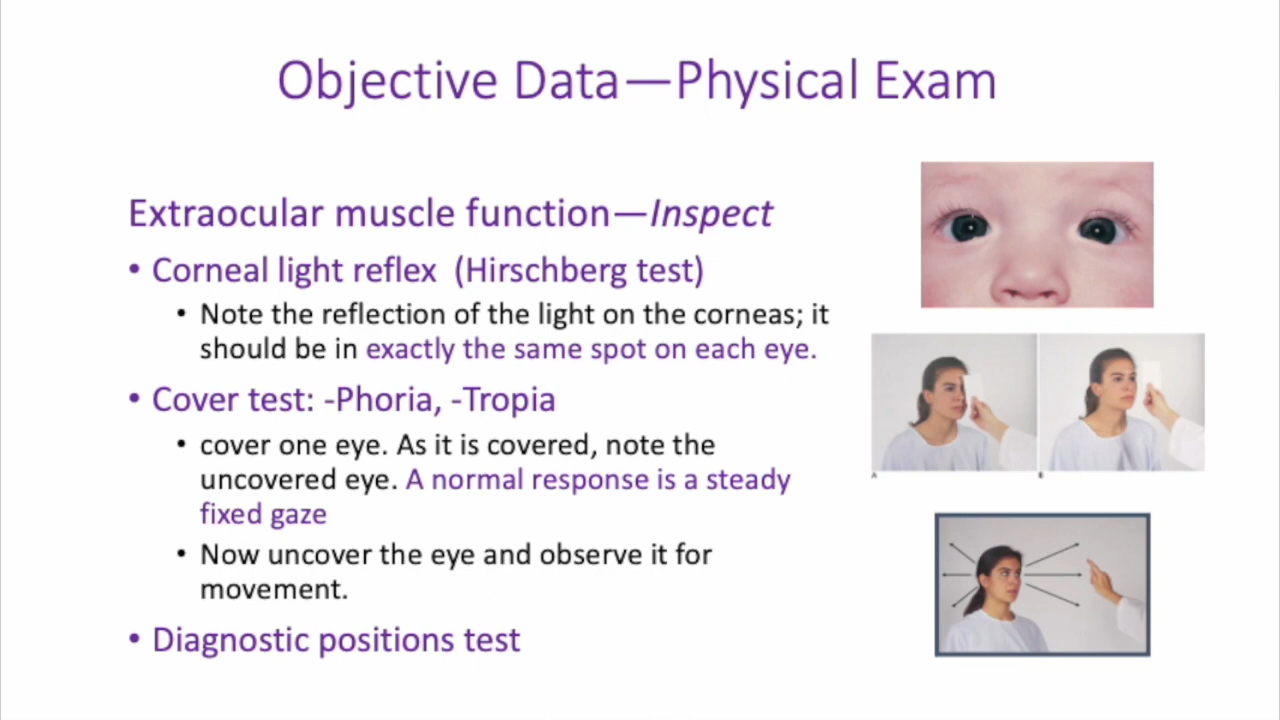 Objective Data—Physical Exam
Extraocular muscle function—Inspect
• Corneal light reflex (Hirschberg test)
• Note the reflection of the light on the corneas; it
should be in exactly the same spot on each eye.
• Cover test: -Phoria, -Tropia
• cover one eye. As it is covered, note the
uncovered eye. A normal response is a steady
fixed gaze
• Now uncover the eye and observe it for
movement.
• Diagnostic positions test
A
B